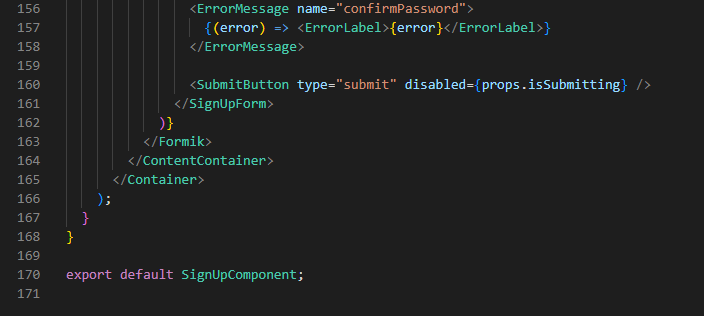 156 <ErrorMessage name="confirmPassword">
157 {(error) => <ErrorLabel>{error}</ErrorLabel>}
158 </ErrorMessage>
159
160 <SubmitButton type="submit" disabled={props.isSubmitting} />
161 </SignUpForm>
162 )}
163 </Formik>
164 </ContentContainer>
165 </Container>
166 );
167 }
168 }
169
170 export default SignUpComponent;
171